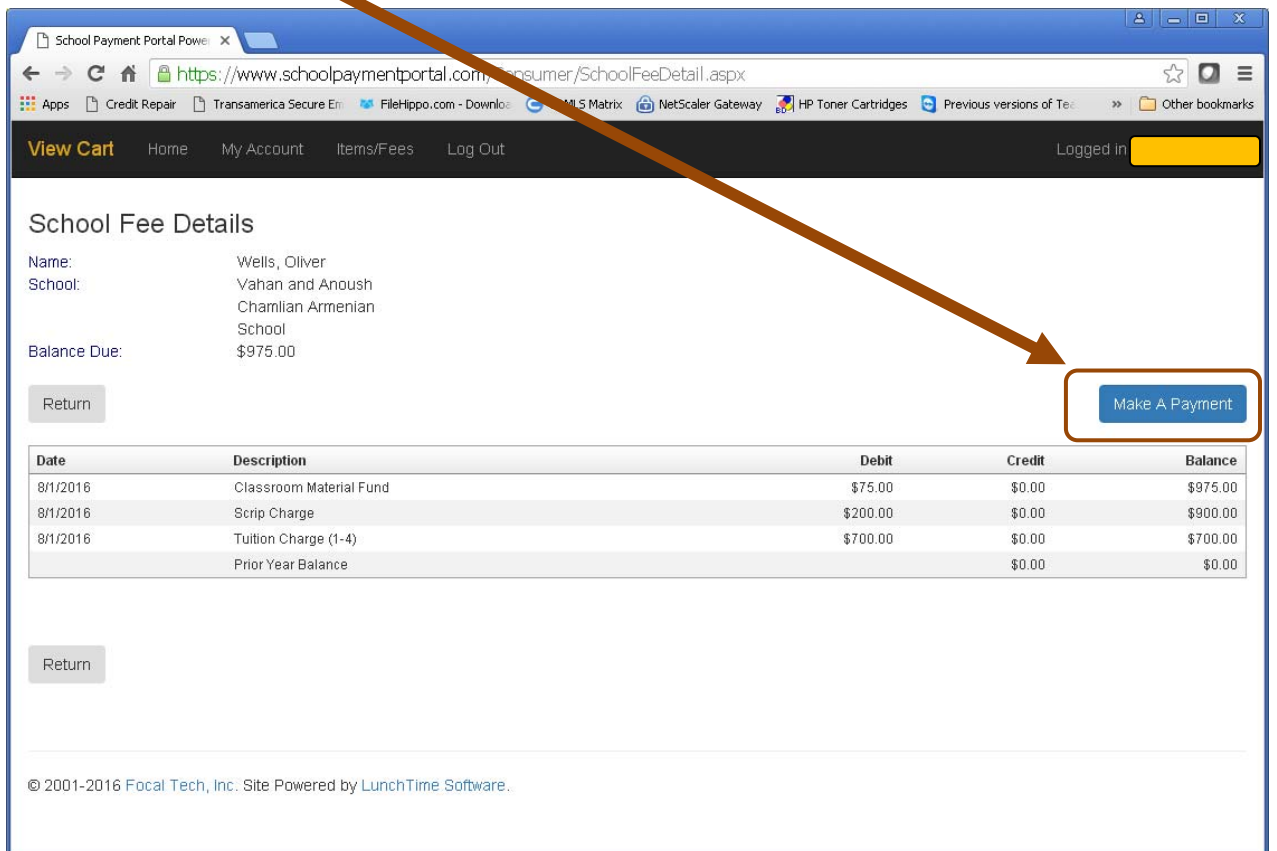 School Payment Portal Powe
https://www.schoolpaymentportal.com/ onsumer/SchoolFeeDetail.aspx
Apps Credit Repair Transamerica Secure Em FileHippo.com - Downloa MLS Matrix NetScaler Gateway HP Toner Cartridges Previous versions of Tea » Other bookmarks
View Cart Home My Account Items/Fees Log Out Logged in
School Fee Details
Name: Wells, Oliver
School: Vahan and Anoush
Chamlian Armenian
School
Balance Due: $975.00
Return Make A Payment
Date Description Debit Credit Balance
8/1/2016 Classroom Material Fund $75.00 $0.00 $975.00
8/1/2016 Scrip Charge $200.00 $0.00 $900.00
8/1/2016 Tuition Charge (1-4) $700.00 $0.00 $700.00
Prior Year Balance $0.00 $0.00
Return
© 2001-2016 Focal Tech, Inc. Site Powered by LunchTime Software.